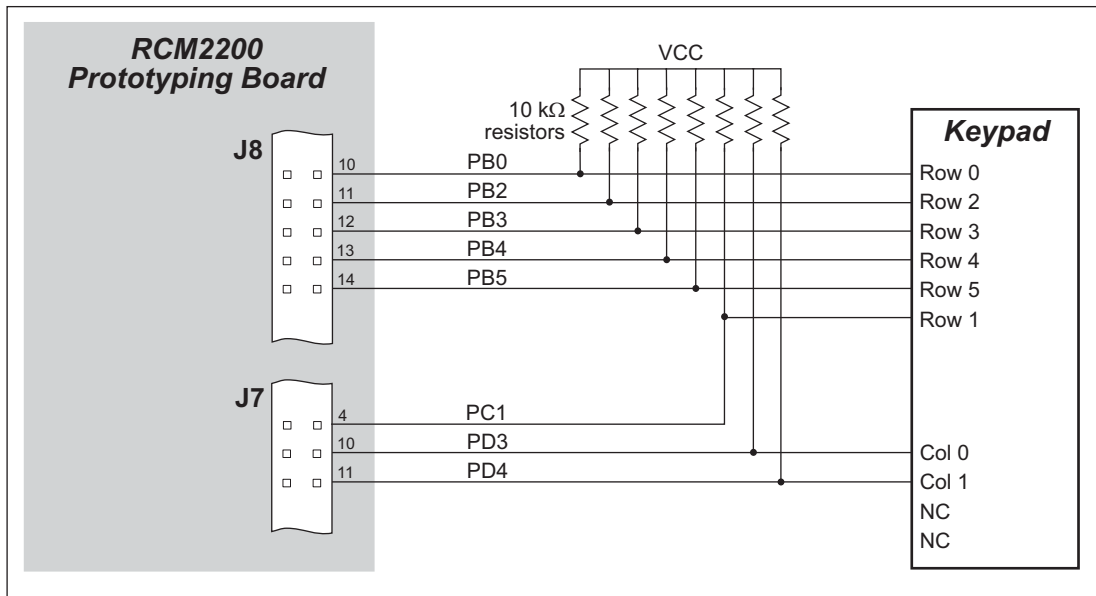 RCM2200
Prototyping Board
VCC
10 kΩ
resistors
Keypad
J8
10
PB0
Row 0
11
PB2
Row 2
12
PB3
Row 3
13
PB4
Row 4
14
PB5
Row 5
Row 1
J7
4
PC1
10
PD3
Col 0
11
PD4
Col 1
NC
NC